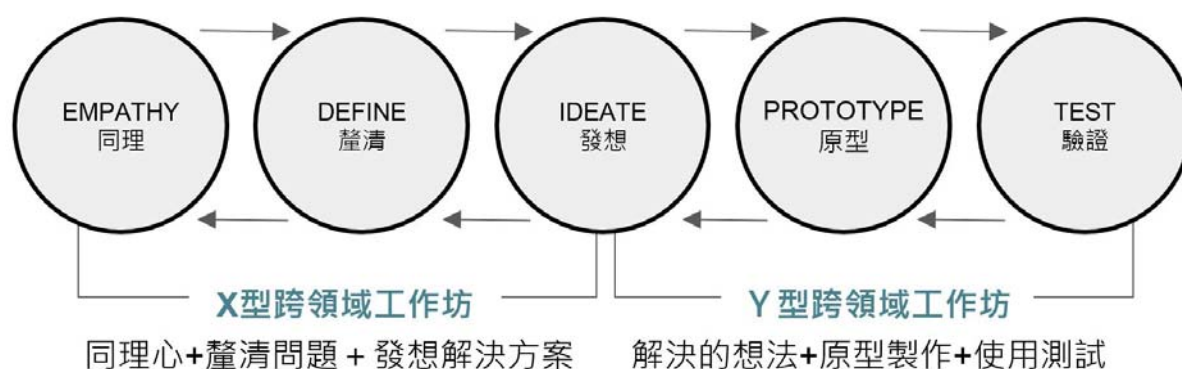 EMPATHY
同理
DEFINE
釐清
IDEATE
發想
PROTOTYPE
原型
TEST
驗證
X型跨領域工作坊
同理心+釐清問題 + 發想解決方案
Y型跨領域工作坊
解決的想法+原型製作+使用測試